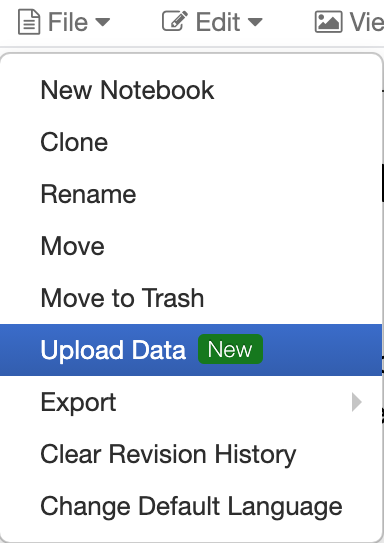 File Edit Vie
New Notebook
Clone
Rename
Move
Move to Trash
Upload Data New
Export
Clear Revision History
Change Default Language